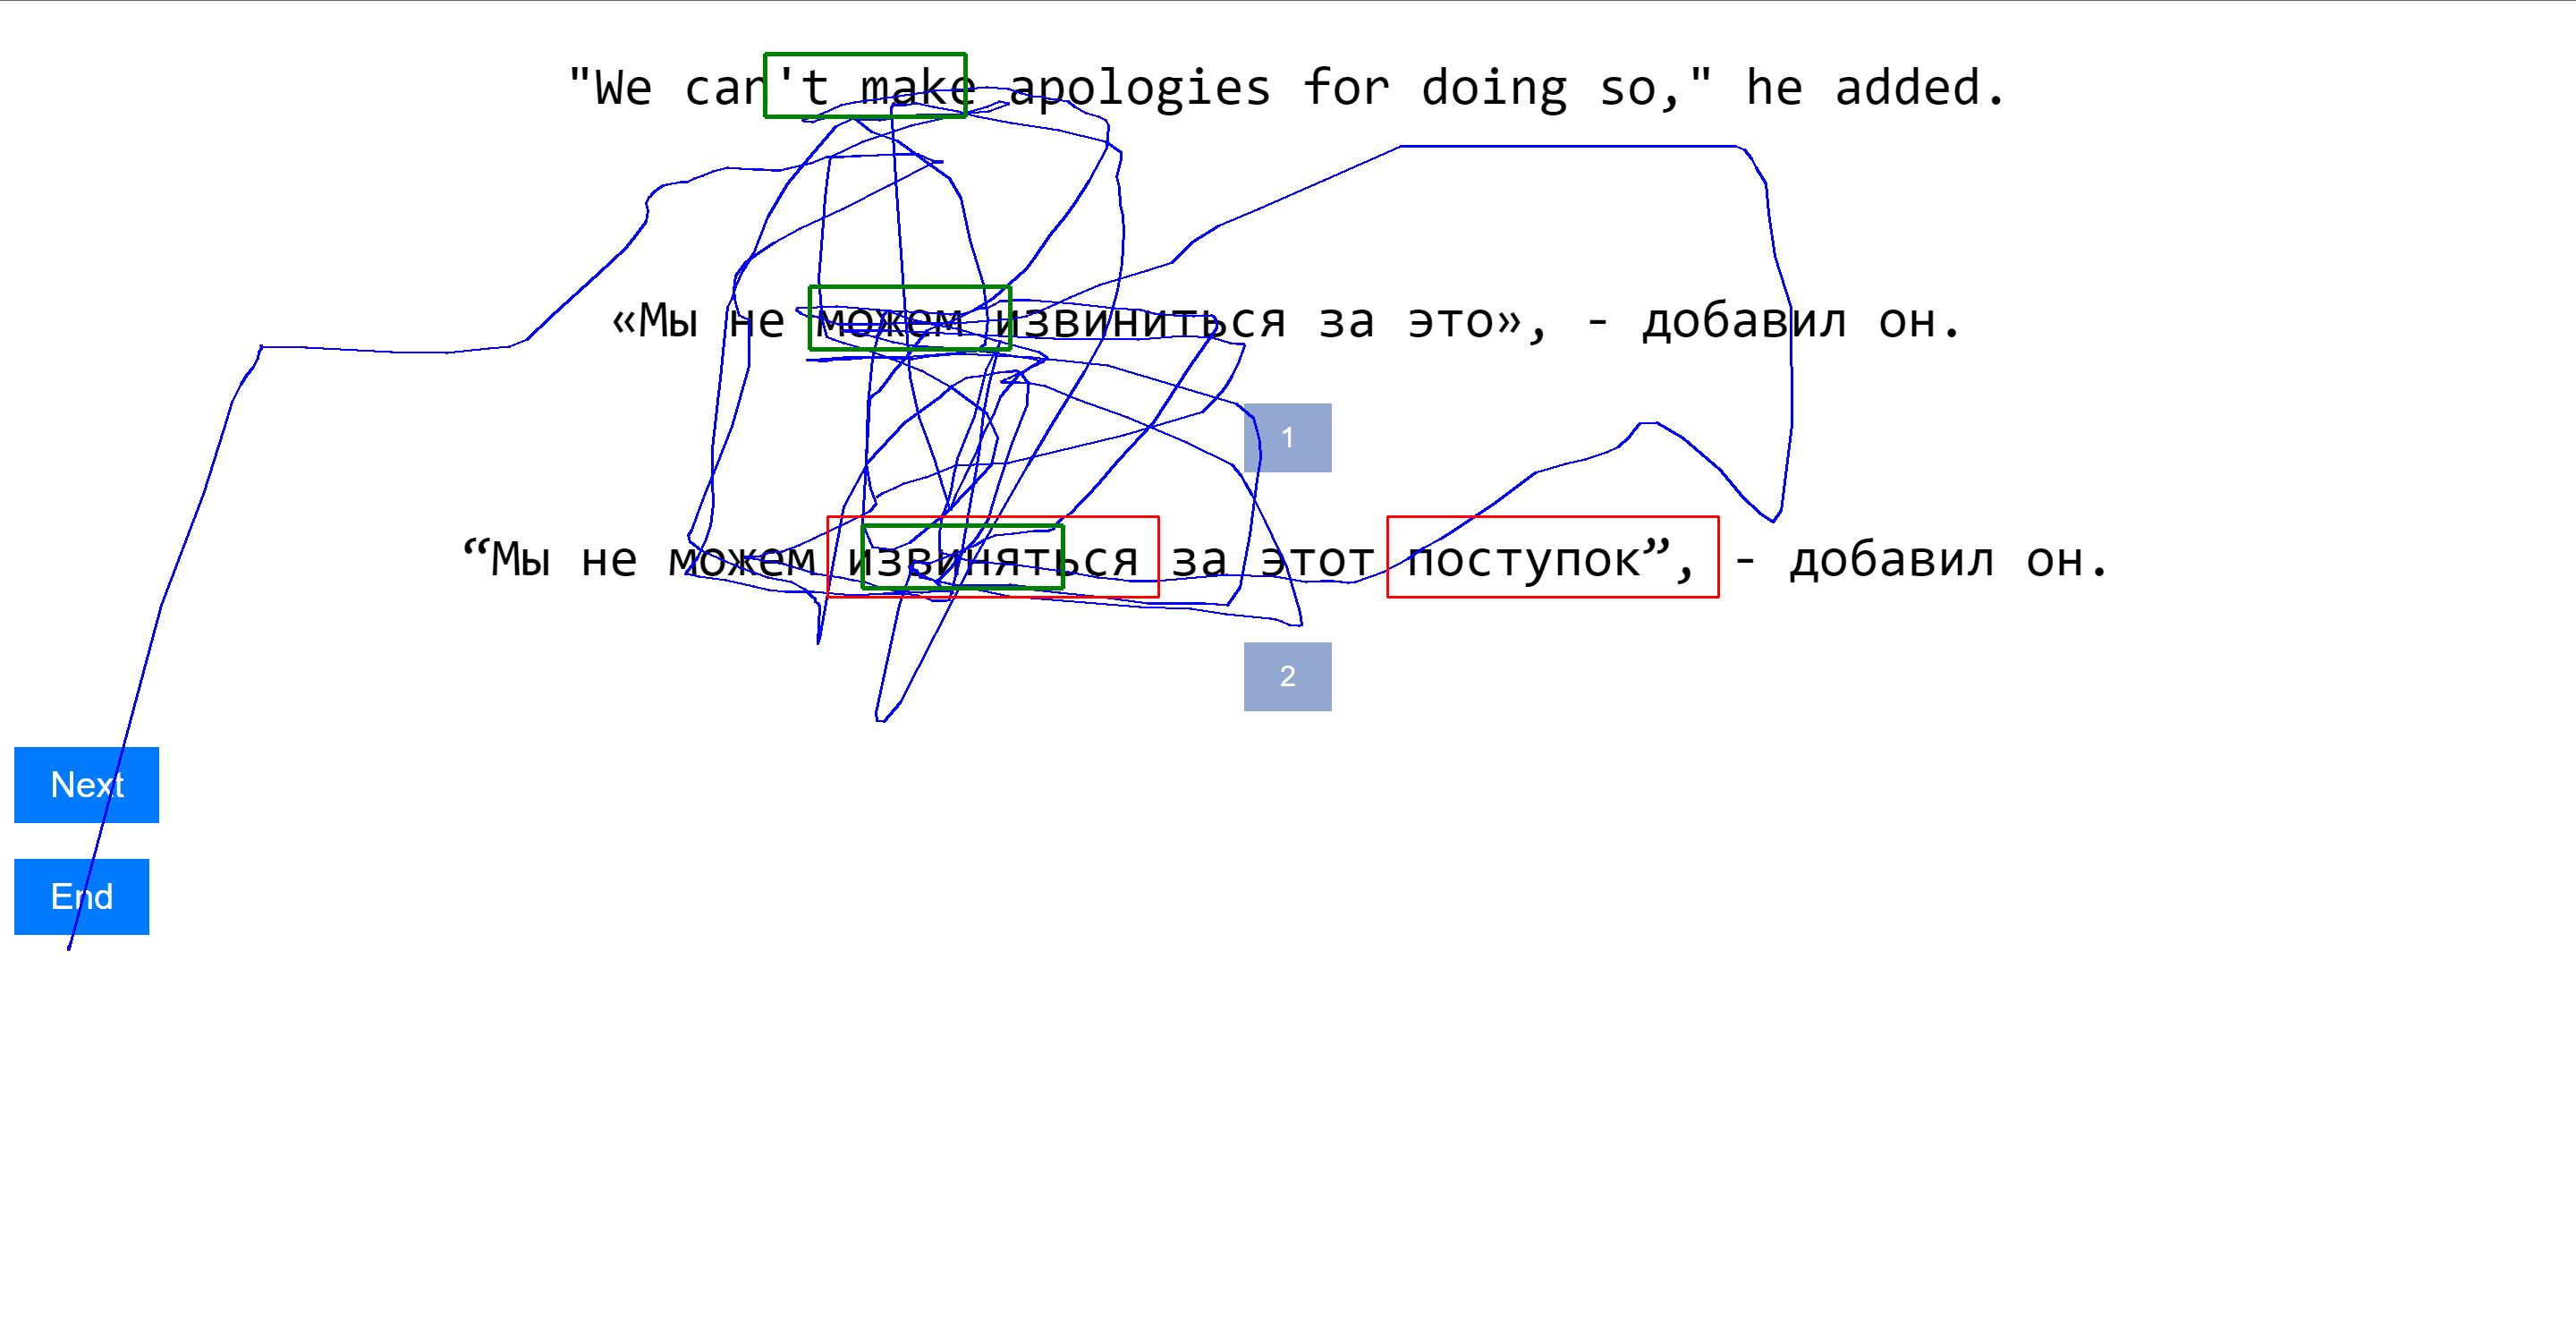 "We can't make apologies for doing so," he added.
«Мы не можем извиниться за это», - добавил он.
1
“Мы не можем извиняться за этот поступок”, - добавил он.
2
Next
End